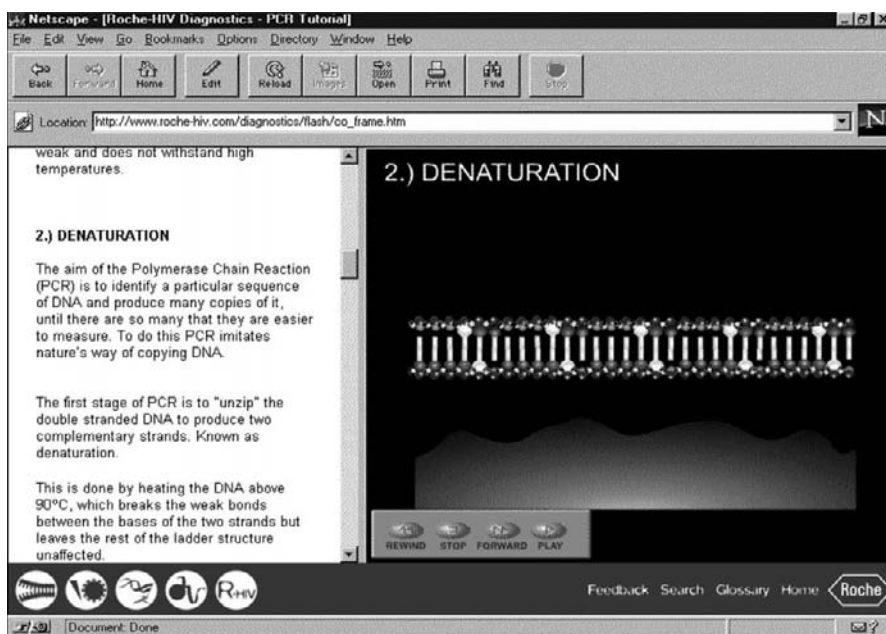 Netscape - [Roche-HIV Diagnostics - PCR Tutorial]
File Edit View Go Bookmarks Options Directory Window Help
Back Forward Home Edit Reload Images Open Print Find Stop
Location: http://www.roche-hiv.com/diagnostics/flash/co_frame.htm
N
weak and does not withstand high
temperatures.
2.) DENATURATION
The aim of the Polymerase Chain Reaction
(PCR) is to identify a particular sequence
of DNA and produce many copies of it,
until there are so many that they are easier
to measure. To do this PCR imitates
nature's way of copying DNA.
The first stage of PCR is to "unzip" the
double stranded DNA to produce two
complementary strands. Known as
denaturation.
This is done by heating the DNA above
90°C, which breaks the weak bonds
between the bases of the two strands but
leaves the rest of the ladder structure
unaffected.
2.) DENATURATION
REWIND STOP FORWARD PLAY
R-HIV
Feedback Search Glossary Home Roche
Document: Done